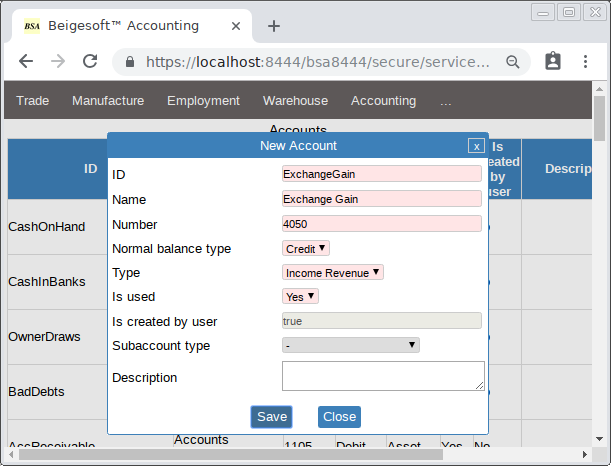 BSA Beigesoft™ Accounting
https://localhost:8444/bsa8444/secure/service...
Trade Manufacture Employment Warehouse Accounting ...
Accounts
New Account x
ID
Is
eated
by
user
Descrip
ID ExchangeGain
Name Exchange Gain
Number 4050
Normal balance type Credit
Type Income Revenue
Is used Yes
Is created by user true
Subaccount type -
Description
Save Close
CashOnHand
CashInBanks
OwnerDraws
BadDebts
AccReceivable Accounts 1105 Debit Asset Yes No